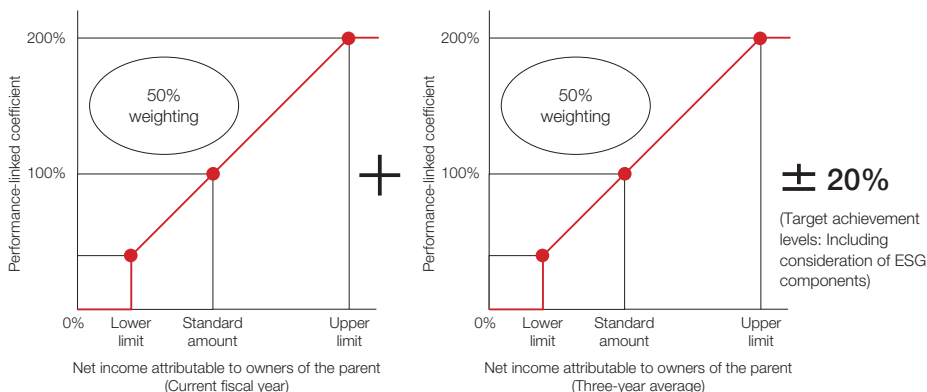 Performance-linked coefficient
200%
100%
0%
50%
weighting
Lower
limit
Standard
amount
Upper
limit
Net income attributable to owners of the parent
(Current fiscal year)
+
Performance-linked coefficient
200%
100%
0%
50%
weighting
Lower
limit
Standard
amount
Upper
limit
Net income attributable to owners of the parent
(Three-year average)
± 20%
(Target achievement
levels: Including
consideration of ESG
components)